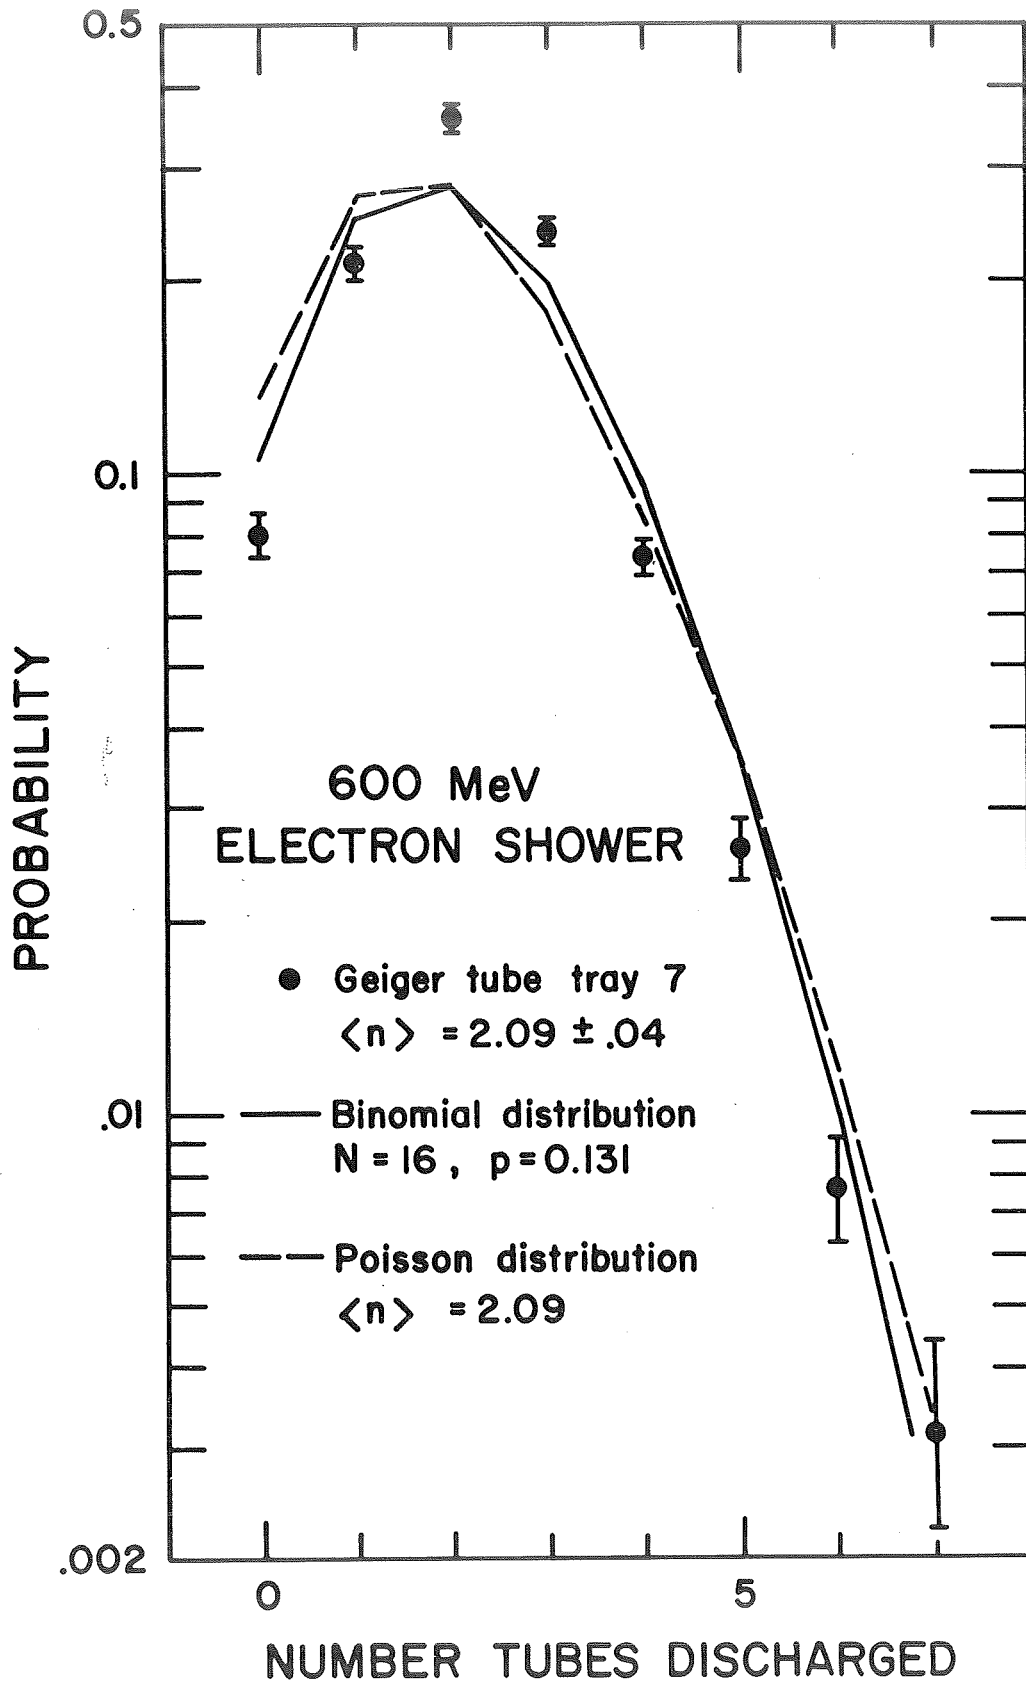 0.5
0.1
.01
.002
PROBABILITY
600 MeV
ELECTRON SHOWER
Geiger tube tray 7
⟨n⟩ = 2.09 ± .04
Binomial distribution
N = 16 , p = 0.131
Poisson distribution
⟨n⟩ = 2.09
0 5
NUMBER TUBES DISCHARGED